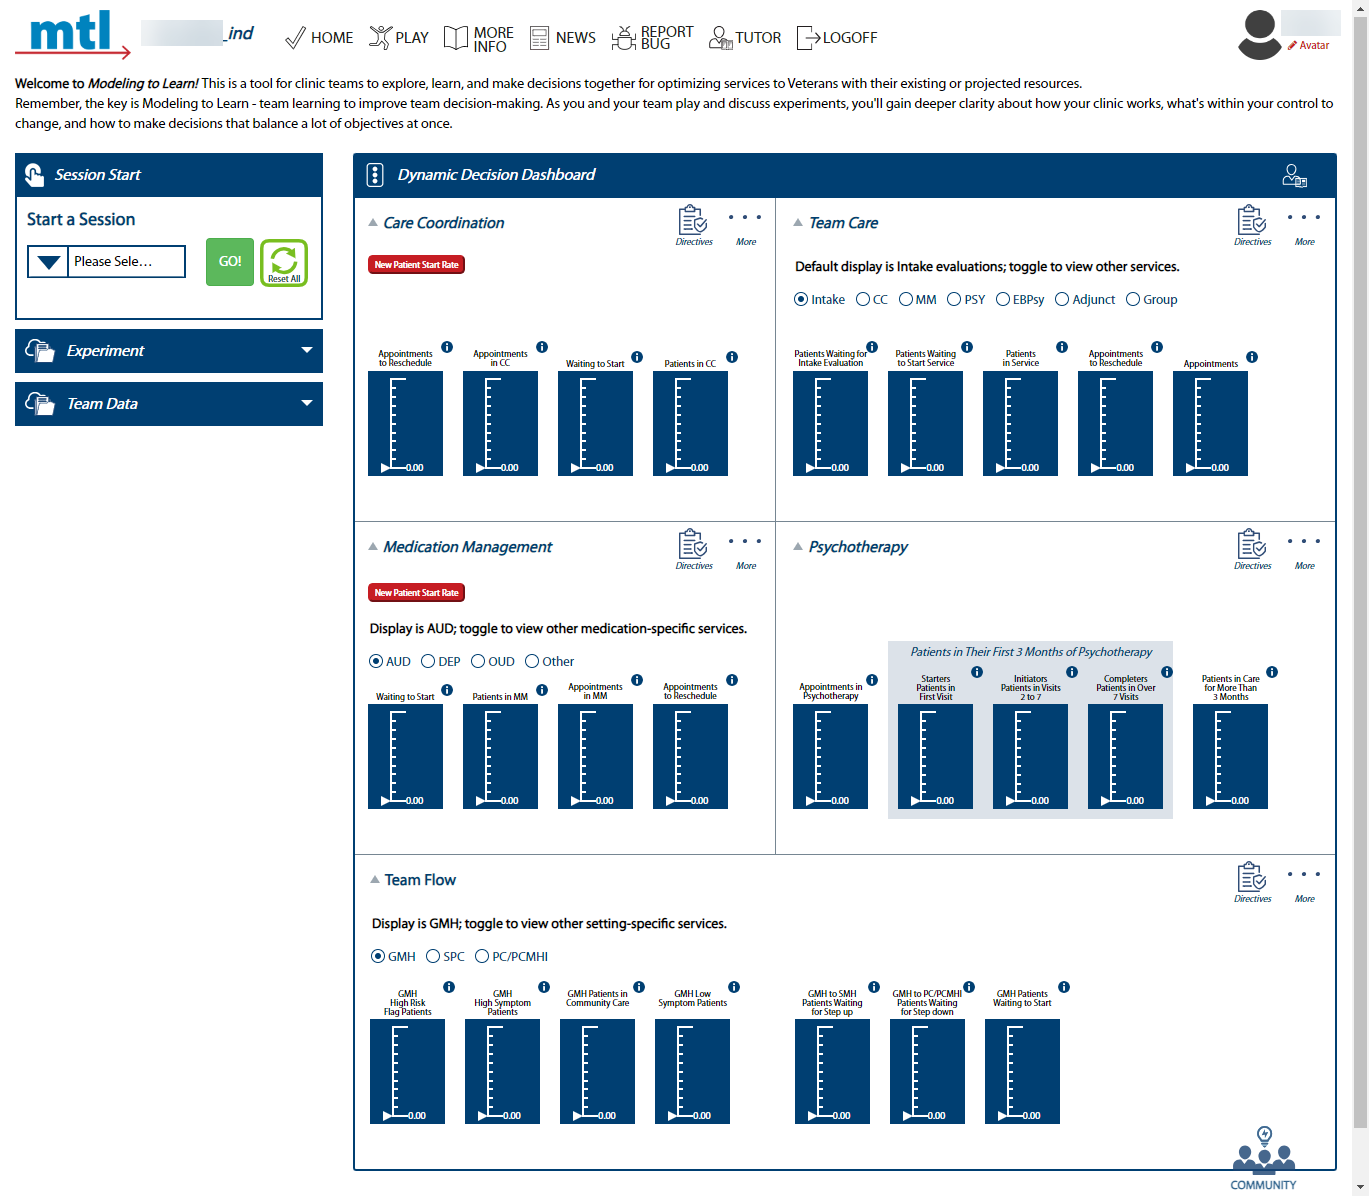 mtl
_ind
HOME
PLAY
MORE
INFO
NEWS
REPORT
BUG
TUTOR
LOGOFF
Avatar
Welcome to Modeling to Learn! This is a tool for clinic teams to explore, learn, and make decisions together for optimizing services to Veterans with their existing or projected resources.
Remember, the key is Modeling to Learn - team learning to improve team decision-making. As you and your team play and discuss experiments, you'll gain deeper clarity about how your clinic works, what's within your control to
change, and how to make decisions that balance a lot of objectives at once.
Session Start
Start a Session
Please Sele...
GO!
Reset All
Experiment
Team Data
Dynamic Decision Dashboard
Care Coordination
Directives
More
New Patient Start Rate
Appointments
to Reschedule
Appointments
in CC
Waiting to Start
Patients in CC
0.00
0.00
0.00
0.00
Team Care
Directives
More
Default display is Intake evaluations; toggle to view other services.
Intake
CC
MM
PSY
EBPsy
Adjunct
Group
Patients Waiting for
Intake Evaluation
Patients Waiting
to Start Service
Patients
in Service
Appointments
to Reschedule
Appointments
0.00
0.00
0.00
0.00
0.00
Medication Management
Directives
More
New Patient Start Rate
Display is AUD; toggle to view other medication-specific services.
AUD
DEP
OUD
Other
Waiting to Start
Patients in MM
Appointments
in MM
Appointments
to Reschedule
0.00
0.00
0.00
0.00
Psychotherapy
Directives
More
Patients in Their First 3 Months of Psychotherapy
Appointments in
Psychotherapy
Starters
Patients in
First Visit
Initiators
Patients in Visits
2 to 7
Completers
Patients in Over
7 Visits
Patients in Care
for More Than
3 Months
0.00
0.00
0.00
0.00
0.00
Team Flow
Directives
More
Display is GMH; toggle to view other setting-specific services.
GMH
SPC
PC/PCMHI
GMH
High Risk
Flag Patients
GMH
High Symptom
Patients
GMH Patients in
Community Care
GMH Low
Symptom Patients
GMH to SMH
Patients Waiting
for Step up
GMH to PC/PCMHI
Patients Waiting
for Step down
GMH Patients
Waiting to Start
0.00
0.00
0.00
0.00
0.00
0.00
0.00
COMMUNITY